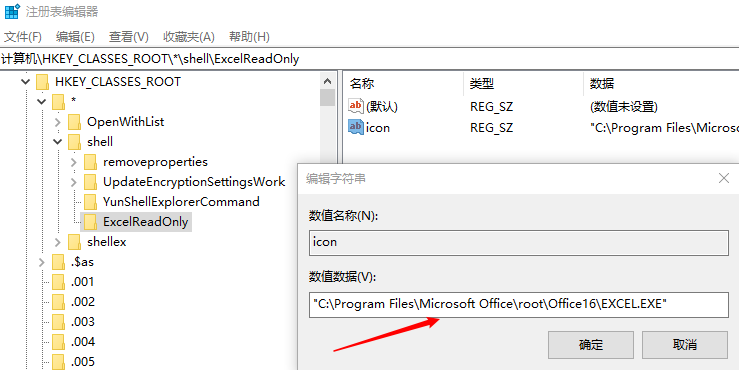 注册表编辑器
文件(F) 编辑(E) 查看(V) 收藏夹(A) 帮助(H)
计算机\HKEY_CLASSES_ROOT\*\shell\ExcelReadOnly
HKEY_CLASSES_ROOT
*
OpenWithList
shell
removeproperties
UpdateEncryptionSettingsWork
YunShellExplorerCommand
ExcelReadOnly
shellex
.$as
.001
.002
.003
.004
.005
名称 类型 数据
ab (默认) REG_SZ (数值未设置)
ab icon REG_SZ "C:\Program Files\Microso
编辑字符串
数值名称(N):
icon
数值数据(V):
"C:\Program Files\Microsoft Office\root\Office16\EXCEL.EXE"
确定 取消